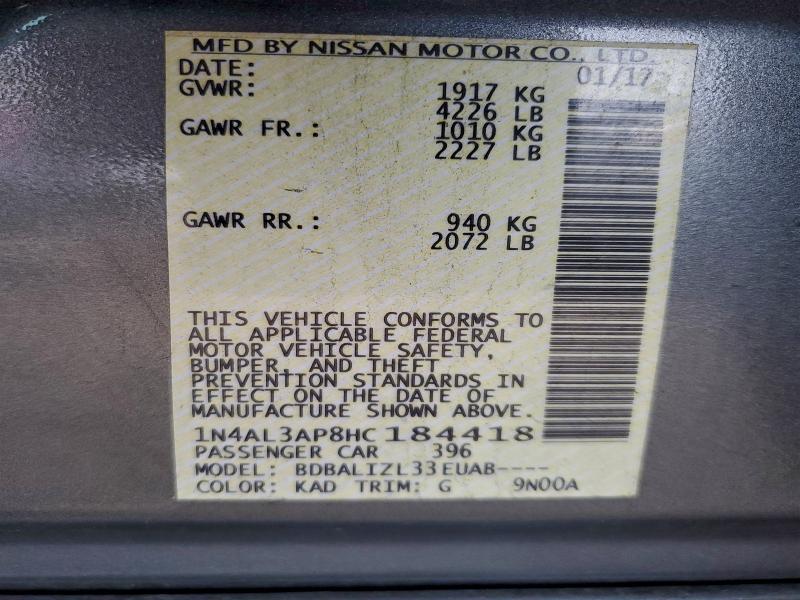 MFD BY NISSAN MOTOR CO., LTD.
DATE: 01/17
GVWR: 1917 KG
4226 LB
GAWR FR.: 1010 KG
2227 LB
GAWR RR.: 940 KG
2072 LB
THIS VEHICLE CONFORMS TO
ALL APPLICABLE FEDERAL
MOTOR VEHICLE SAFETY,
BUMPER, AND THEFT
PREVENTION STANDARDS IN
EFFECT ON THE DATE OF
MANUFACTURE SHOWN ABOVE.
1N4AL3AP8HC184418
PASSENGER CAR 396
MODEL: BDBALIZL33EUAB----
COLOR: KAD TRIM: G 9N00A